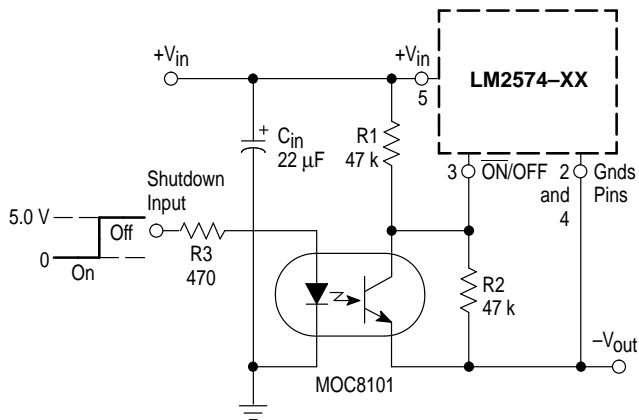 +Vin
+Vin
5
LM2574–XX
Cin
22 µF
+
R1
47 k
3
ON/OFF
2
and
4
Gnds
Pins
Shutdown
Input
5.0 V
Off
0
On
R3
470
R2
47 k
–Vout
MOC8101